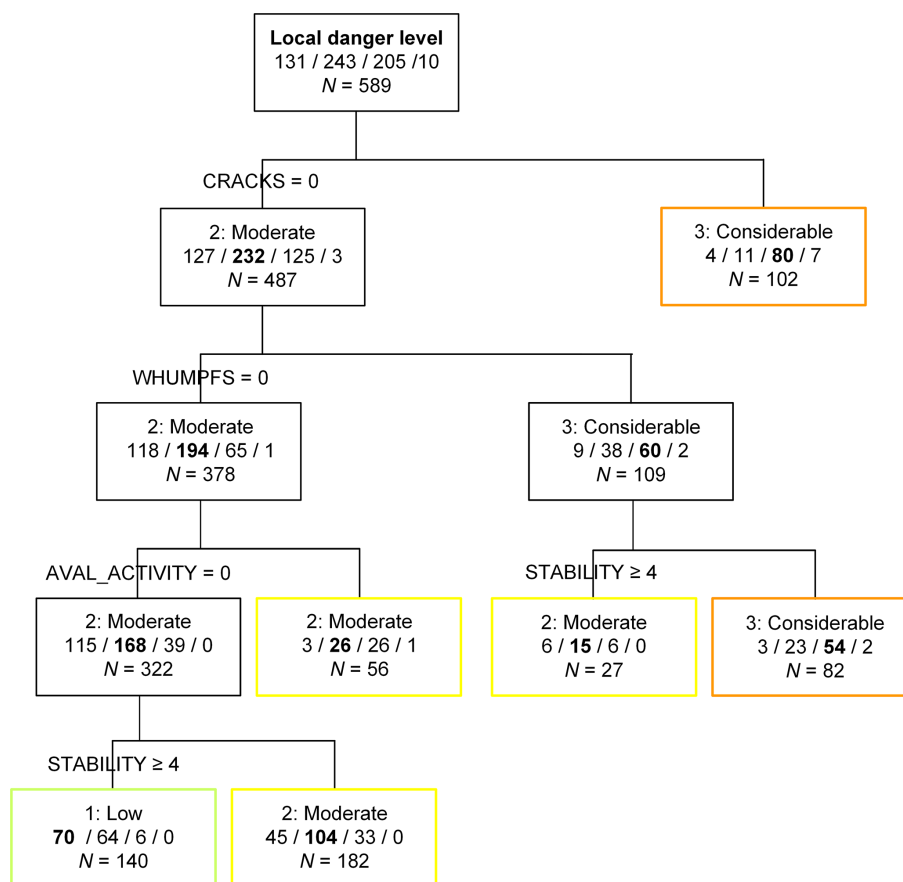 Local danger level
131 / 243 / 205 /10
N = 589
CRACKS = 0
2: Moderate
127 / 232 / 125 / 3
N = 487
3: Considerable
4 / 11 / 80 / 7
N = 102
WHUMPFS = 0
2: Moderate
118 / 194 / 65 / 1
N = 378
3: Considerable
9 / 38 / 60 / 2
N = 109
AVAL_ACTIVITY = 0
STABILITY ≥ 4
2: Moderate
115 / 168 / 39 / 0
N = 322
2: Moderate
3 / 26 / 26 / 1
N = 56
2: Moderate
6 / 15 / 6 / 0
N = 27
3: Considerable
3 / 23 / 54 / 2
N = 82
STABILITY ≥ 4
1: Low
70 / 64 / 6 / 0
N = 140
2: Moderate
45 / 104 / 33 / 0
N = 182